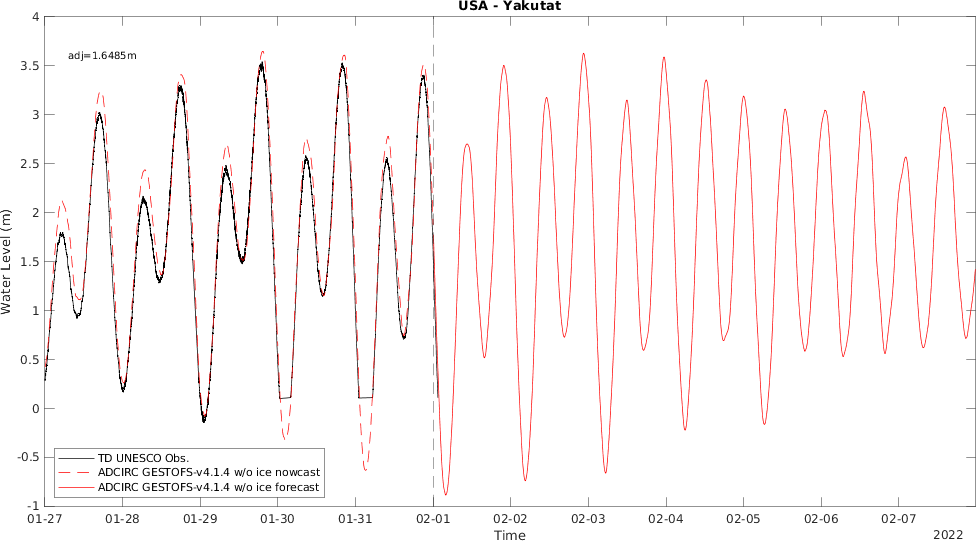 USA - Yakutat
adj=1.6485m
4
3.5
3
2.5
2
1.5
1
0.5
0
-0.5
-1
Water Level (m)
TD UNESCO Obs.
ADCIRC GESTOFS-v4.1.4 w/o ice nowcast
ADCIRC GESTOFS-v4.1.4 w/o ice forecast
01-27 01-28 01-29 01-30 01-31 02-01 02-02 02-03 02-04 02-05 02-06 02-07
Time
2022